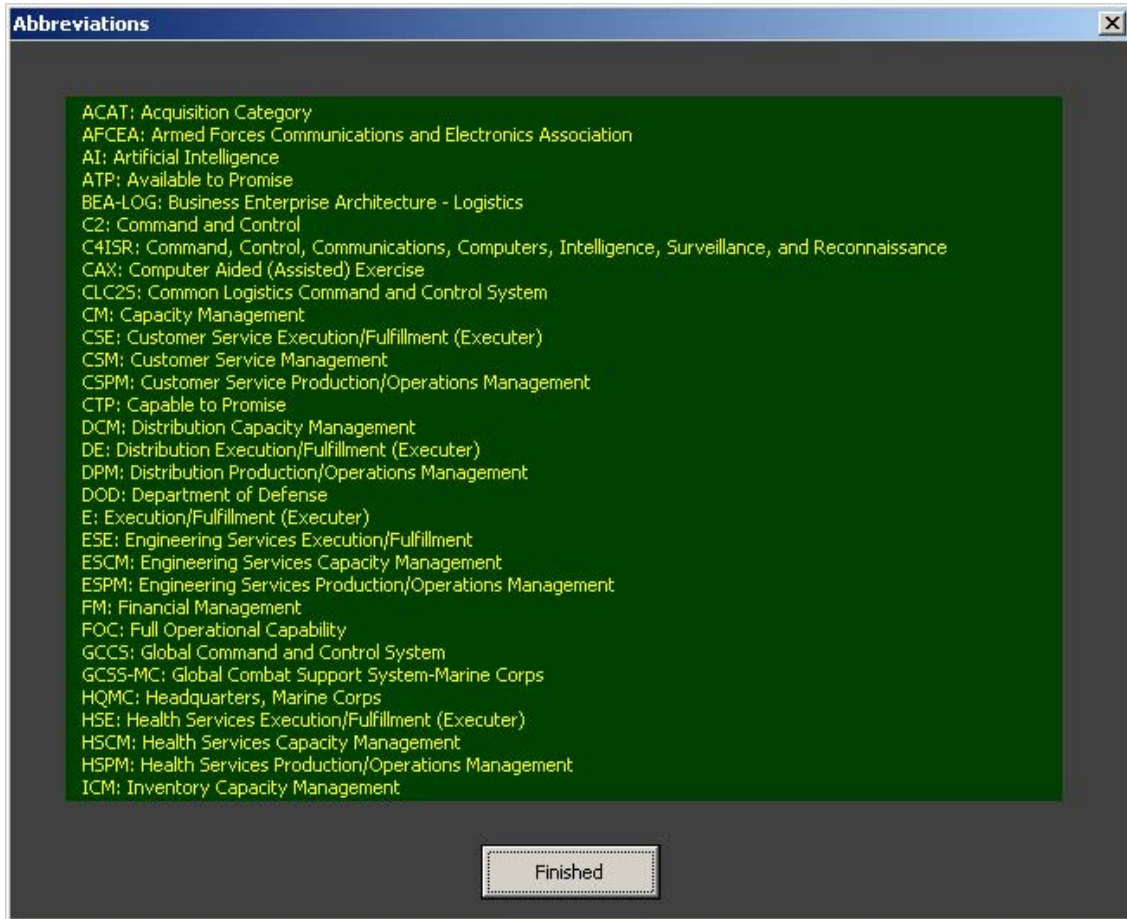 Abbreviations
ACAT: Acquisition Category
AFCEA: Armed Forces Communications and Electronics Association
AI: Artificial Intelligence
ATP: Available to Promise
BEA-LOG: Business Enterprise Architecture - Logistics
C2: Command and Control
C4ISR: Command, Control, Communications, Computers, Intelligence, Surveillance, and Reconnaissance
CAX: Computer Aided (Assisted) Exercise
CLC2S: Common Logistics Command and Control System
CM: Capacity Management
CSE: Customer Service Execution/Fulfillment (Executer)
CSM: Customer Service Management
CSPM: Customer Service Production/Operations Management
CTP: Capable to Promise
DCM: Distribution Capacity Management
DE: Distribution Execution/Fulfillment (Executer)
DPM: Distribution Production/Operations Management
DOD: Department of Defense
E: Execution/Fulfillment (Executer)
ESE: Engineering Services Execution/Fulfillment
ESCM: Engineering Services Capacity Management
ESPM: Engineering Services Production/Operations Management
FM: Financial Management
FOC: Full Operational Capability
GCCS: Global Command and Control System
GCSS-MC: Global Combat Support System-Marine Corps
HQMC: Headquarters, Marine Corps
HSE: Health Services Execution/Fulfillment (Executer)
HSCM: Health Services Capacity Management
HSPM: Health Services Production/Operations Management
ICM: Inventory Capacity Management
Finished